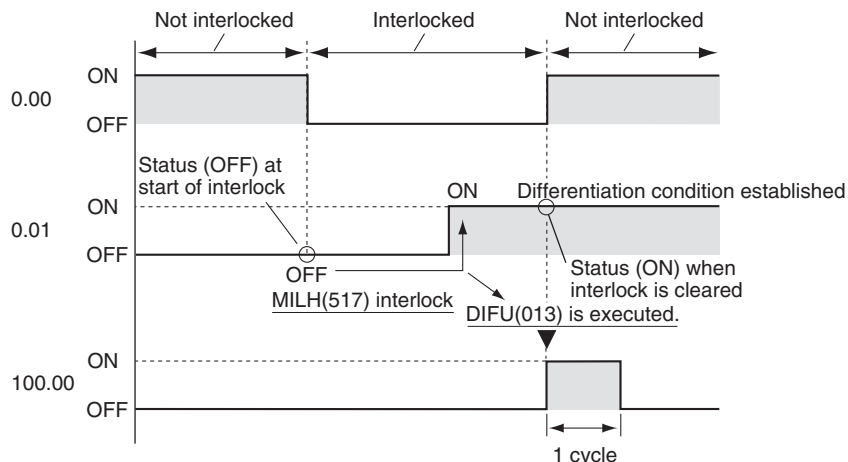 Not interlocked
Interlocked
Not interlocked
0.00
ON
OFF
Status (OFF) at
start of interlock
0.01
ON
OFF
ON
Differentiation condition established
OFF
MILH(517) interlock
Status (ON) when
interlock is cleared
DIFU(013) is executed.
100.00
ON
OFF
1 cycle